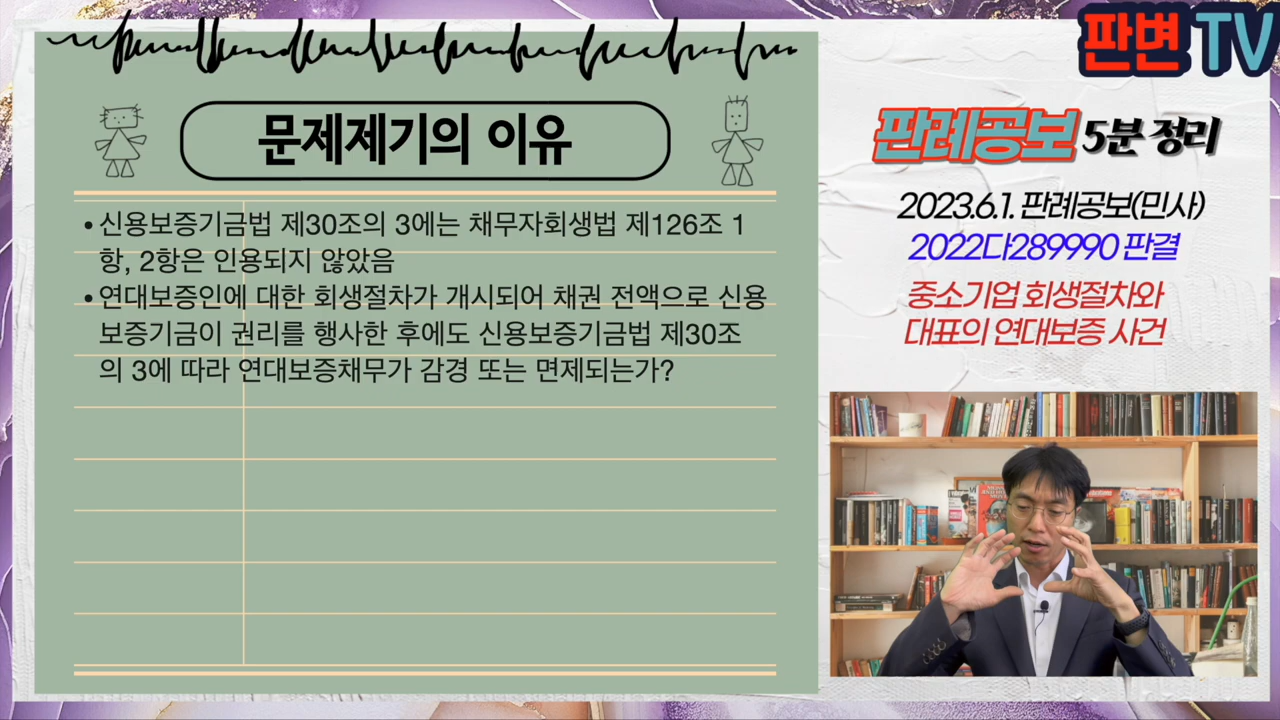 판변 TV
문제제기의 이유
• 신용보증기금법 제30조의 3에는 채무자회생법 제126조 1
항, 2항은 인용되지 않았음
• 연대보증인에 대한 회생절차가 개시되어 채권 전액으로 신용
보증기금이 권리를 행사한 후에도 신용보증기금법 제30조
의 3에 따라 연대보증채무가 감경 또는 면제되는가?
판례공보 5분 정리
2023.6.1. 판례공보(민사)
2022다289990 판결
중소기업 회생절차와
대표의 연대보증 사건